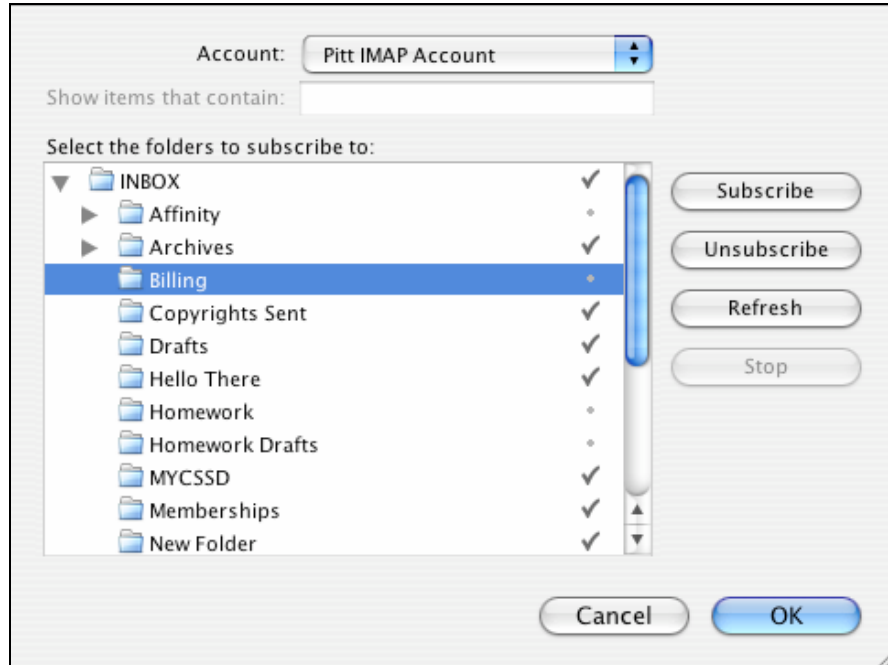 Account: Pitt IMAP Account
Show items that contain:
Select the folders to subscribe to:
INBOX
Affinity
Archives
Billing
Copyrights Sent
Drafts
Hello There
Homework
Homework Drafts
MYCSSD
Memberships
New Folder
Subscribe
Unsubscribe
Refresh
Stop
Cancel
OK